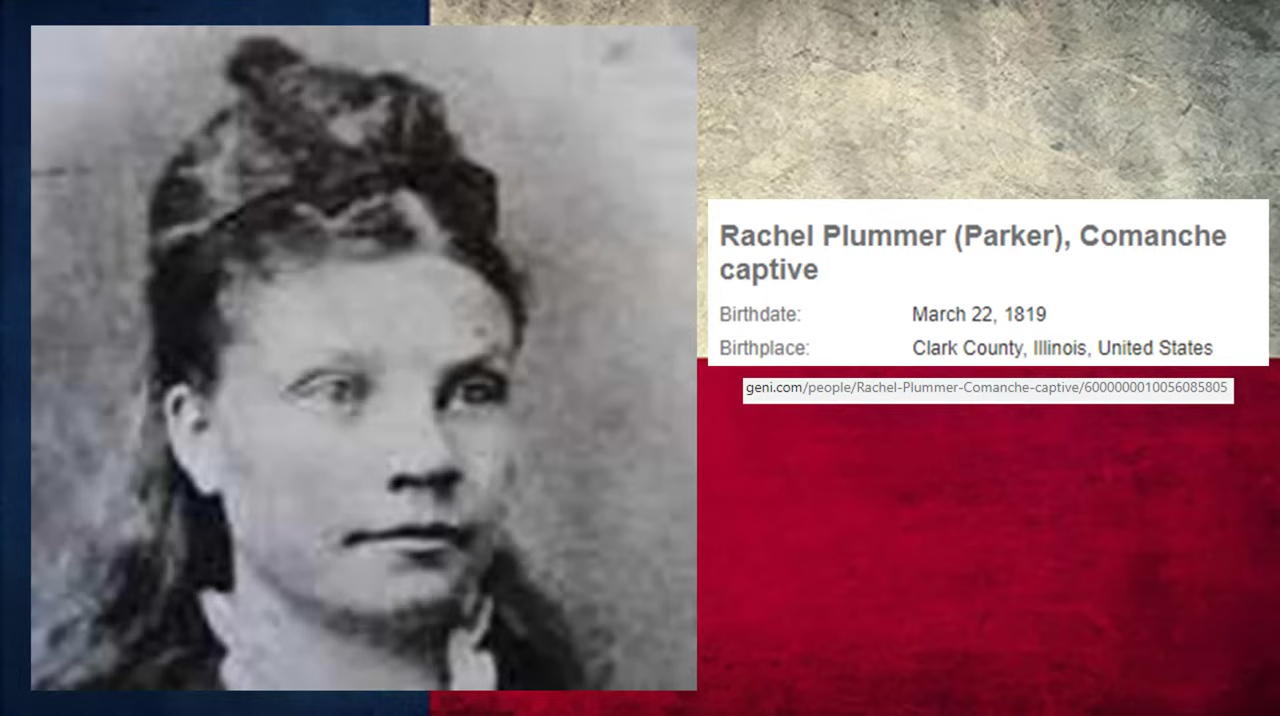 Rachel Plummer (Parker), Comanche
captive
Birthdate: March 22, 1819
Birthplace: Clark County, Illinois, United States
geni.com/people/Rachel-Plummer-Comanche-captive/6000000010056085805